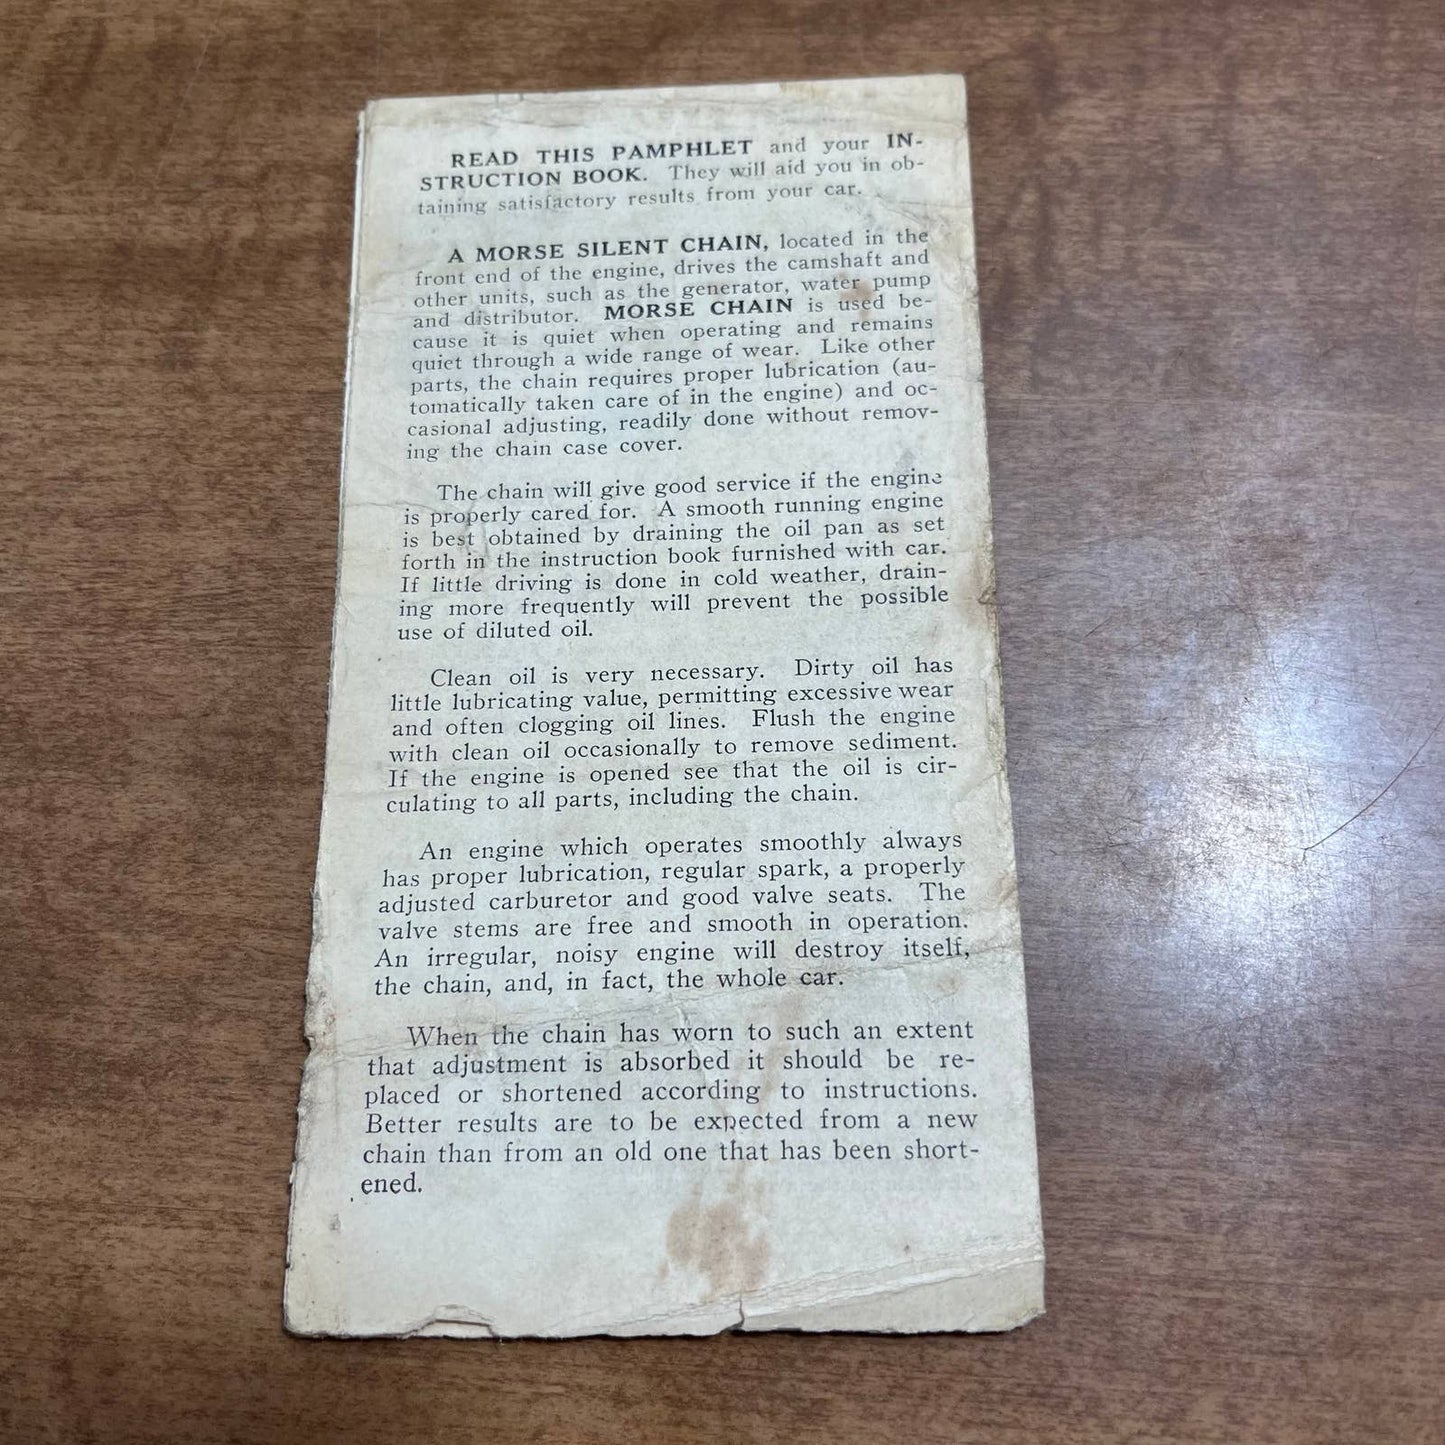 READ THIS PAMPHLET and your IN-
STRUCTION BOOK. They will aid you in ob-
taining satisfactory results from your car.
A MORSE SILENT CHAIN, located in the
front end of the engine, drives the camshaft and
other units, such as the generator, water pump
and distributor. MORSE CHAIN is used be-
cause it is quiet when operating and remains
quiet through a wide range of wear. Like other
parts, the chain requires proper lubrication (au-
tomatically taken care of in the engine) and oc-
casional adjusting, readily done without remov-
ing the chain case cover.
The chain will give good service if the engine
is properly cared for. A smooth running engine
is best obtained by draining the oil pan as set
forth in the instruction book furnished with car.
If little driving is done in cold weather, drain-
ing more frequently will prevent the possible
use of diluted oil.
Clean oil is very necessary. Dirty oil has
little lubricating value, permitting excessive wear
and often clogging oil lines. Flush the engine
with clean oil occasionally to remove sediment.
If the engine is opened see that the oil is cir-
culating to all parts, including the chain.
An engine which operates smoothly always
has proper lubrication, regular spark, a properly
adjusted carburetor and good valve seats. The
valve stems are free and smooth in operation.
An irregular, noisy engine will destroy itself,
the chain, and, in fact, the whole car.
When the chain has worn to such an extent
that adjustment is absorbed it should be re-
placed or shortened according to instructions.
Better results are to be expected from a new
chain than from an old one that has been short-
ened.